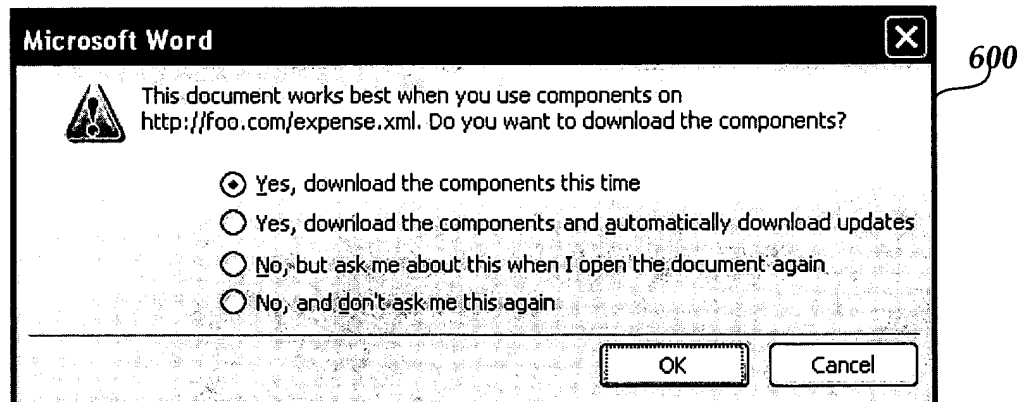 Microsoft Word
600
This document works best when you use components on
http://foo.com/expense.xml. Do you want to download the components?
Yes, download the components this time
Yes, download the components and automatically download updates
No, but ask me about this when I open the document again
No, and don't ask me this again
OK
Cancel